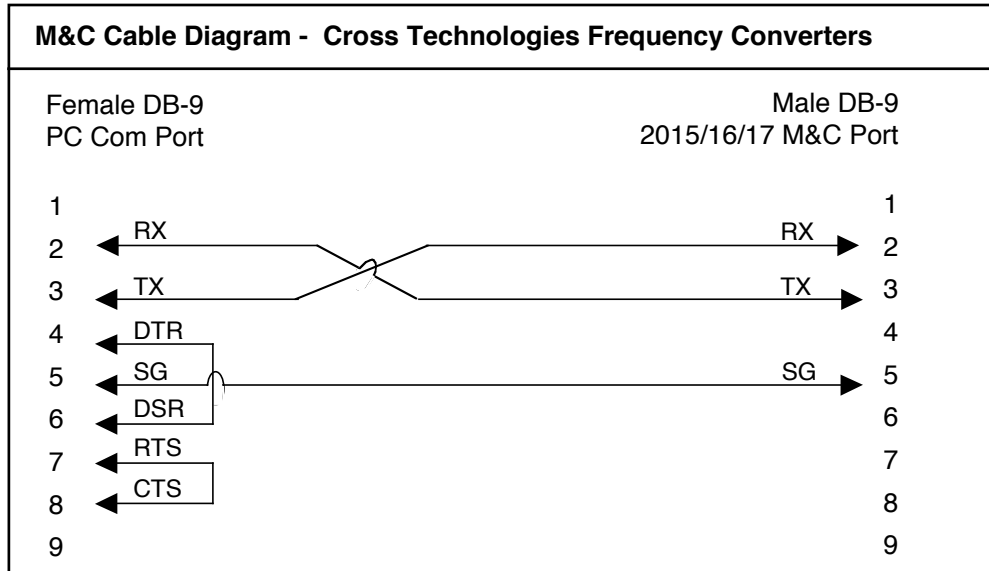 M&C Cable Diagram - Cross Technologies Frequency Converters
Female DB-9
PC Com Port
Male DB-9
2015/16/17 M&C Port
1
1
2
RX
RX
2
3
TX
TX
3
4
DTR
4
5
SG
SG
5
6
DSR
6
7
RTS
7
8
CTS
8
9
9